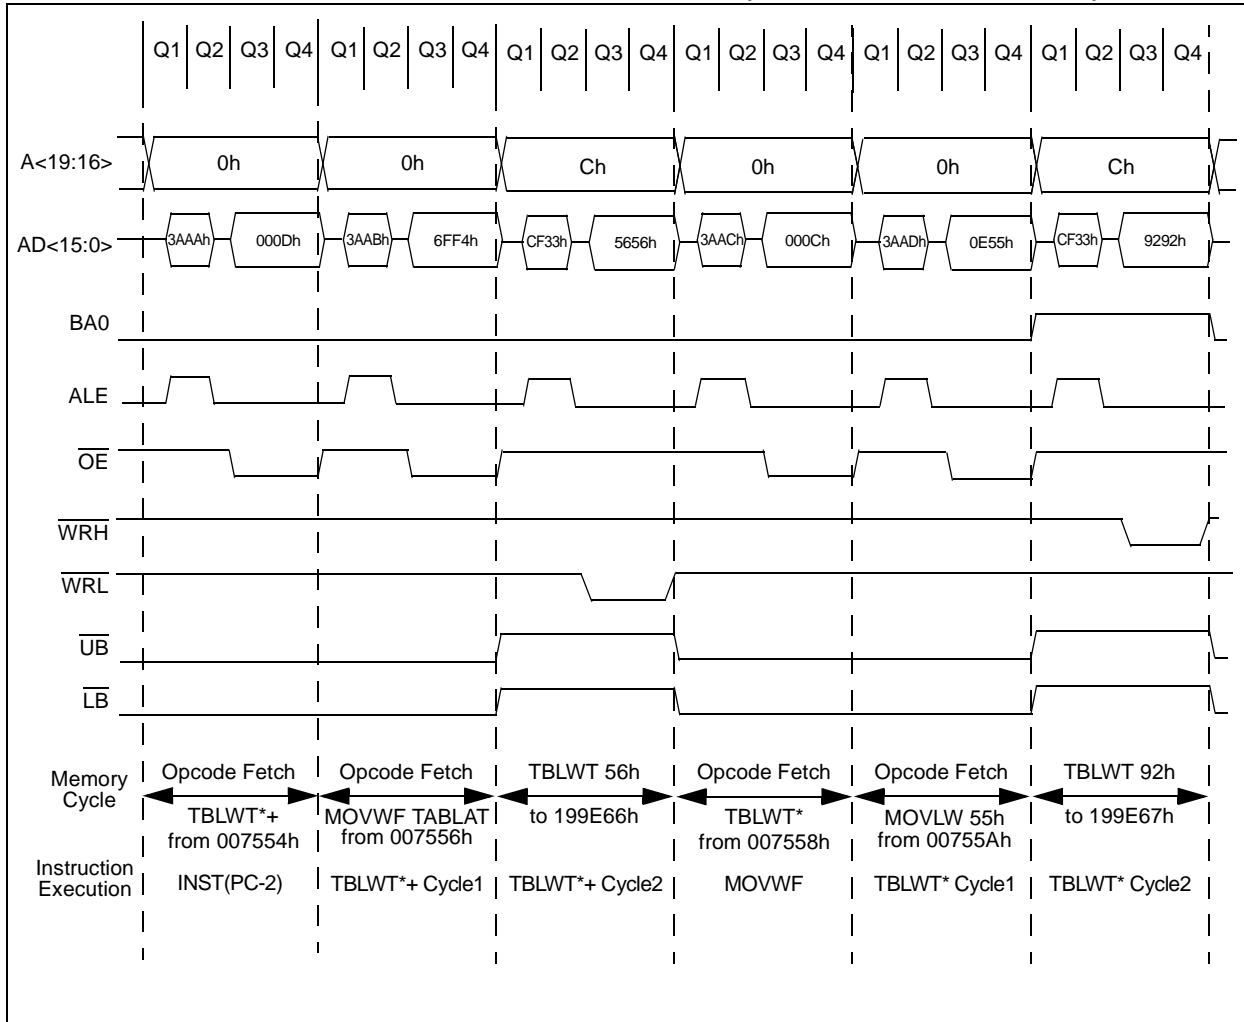 Q1 Q2 Q3 Q4 Q1 Q2 Q3 Q4 Q1 Q2 Q3 Q4 Q1 Q2 Q3 Q4 Q1 Q2 Q3 Q4 Q1 Q2 Q3 Q4
A<19:16> 0h 0h Ch 0h 0h Ch
AD<15:0> 3AAAh 000Dh 3AABh 6FF4h CF33h 5656h 3AACh 000Ch 3AADh 0E55h CF33h 9292h
BA0
ALE
OE
WRH
WRL
UB
LB
Memory Cycle
Opcode Fetch
TBLWT*+
from 007554h
Opcode Fetch
MOVWF TABLAT
from 007556h
TBLWT 56h
to 199E66h
Opcode Fetch
TBLWT*
from 007558h
Opcode Fetch
MOVLW 55h
from 00755Ah
TBLWT 92h
to 199E67h
Instruction
Execution
INST(PC-2) TBLWT*+ Cycle1 TBLWT*+ Cycle2 MOVWF TBLWT* Cycle1 TBLWT* Cycle2